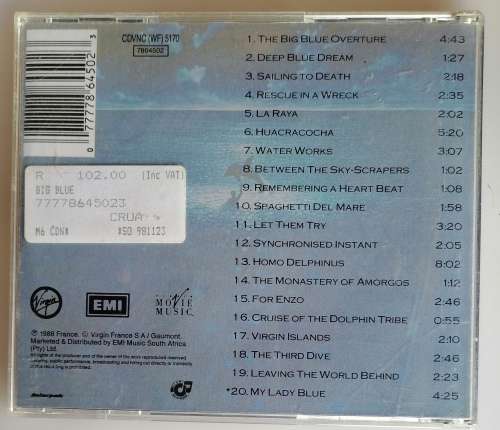 CDVNC (WF) 5170
7864502
0 77778 64502 3
R 102.00 (Inc VAT)
BIG BLUE
77778645023
CRUA
M6 CDN# #SO 981123
1. THE BIG BLUE OVERTURE 4:43
2. DEEP BLUE DREAM 1:27
3. SAILING TO DEATH 2:18
4. RESCUE IN A WRECK 2:35
5. LA RAYA 2:02
6. HUACRACOCHA 5:20
7. WATER WORKS 3:07
8. BETWEEN THE SKY-SCRAPERS 1:02
9. REMEMBERING A HEART BEAT 1:08
10. SPAGHETTI DEL MARE 1:58
11. LET THEM TRY 3:20
12. SYNCHRONISED INSTANT 2:05
13. HOMO DELPHINUS 8:02
14. THE MONASTERY OF AMORGOS 1:12
15. FOR ENZO 2:46
16. CRUISE OF THE DOLPHIN TRIBE 0:55
17. VIRGIN ISLANDS 2:10
18. THE THIRD DIVE 2:46
19. LEAVING THE WORLD BEHIND 2:23
*20. MY LADY BLUE 4:25
Virgin
EMI
MOVIE
MUSIC
℗ 1988 France. © Virgin France S A / Gaumont.
Marketed & Distributed by EMI Music South Africa
(Pty) Ltd.